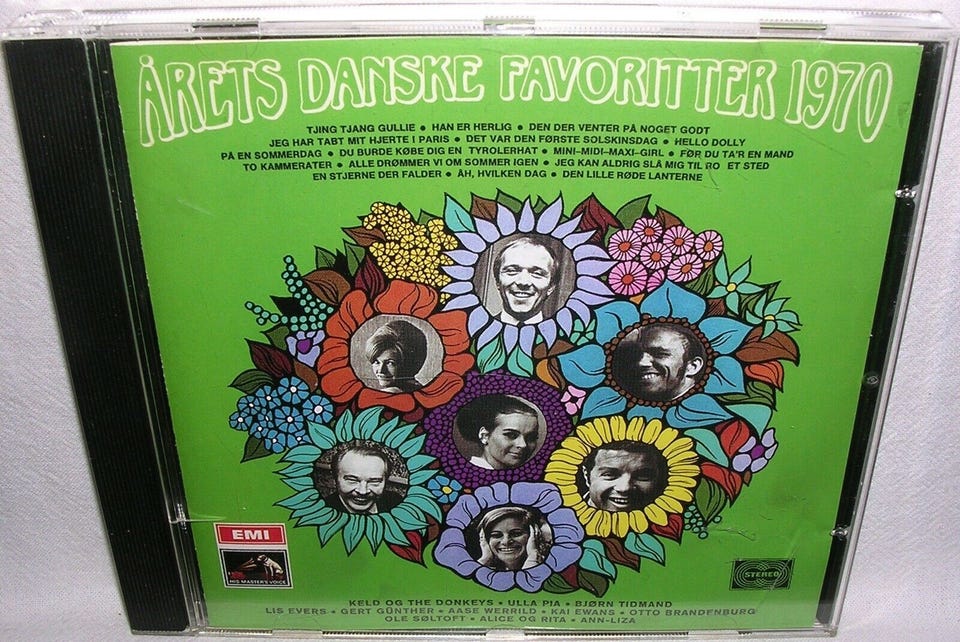 ÅRETS DANSKE FAVORITTER 1970
TJING TJANG GULLIE • HAN ER HERLIG • DEN DER VENTER PÅ NOGET GODT
JEG HAR TABT MIT HJERTE I PARIS • DET VAR DEN FØRSTE SOLSKINSDAG • HELLO DOLLY
PÅ EN SOMMERDAG • DU BURDE KØBE DIG EN TYROLERHAT • MINI–MIDI–MAXI–GIRL • FØR DU TA'R EN MAND
TO KAMMERATER • ALLE DRØMMER VI OM SOMMER IGEN • JEG KAN ALDRIG SLÅ MIG TIL RO ET STED
EN STJERNE DER FALDER • ÅH, HVILKEN DAG • DEN LILLE RØDE LANTERNE
EMI
HIS MASTER'S VOICE
STEREO
KELD OG THE DONKEYS • ULLA PIA • BJØRN TIDMAND
LIS EVERS • GERT GÜNTHER • AASE WERRILD • KAI EWANS • OTTO BRANDENBURG
OLE SØLTOFT • ALICE OG RITA • ANN-LIZA